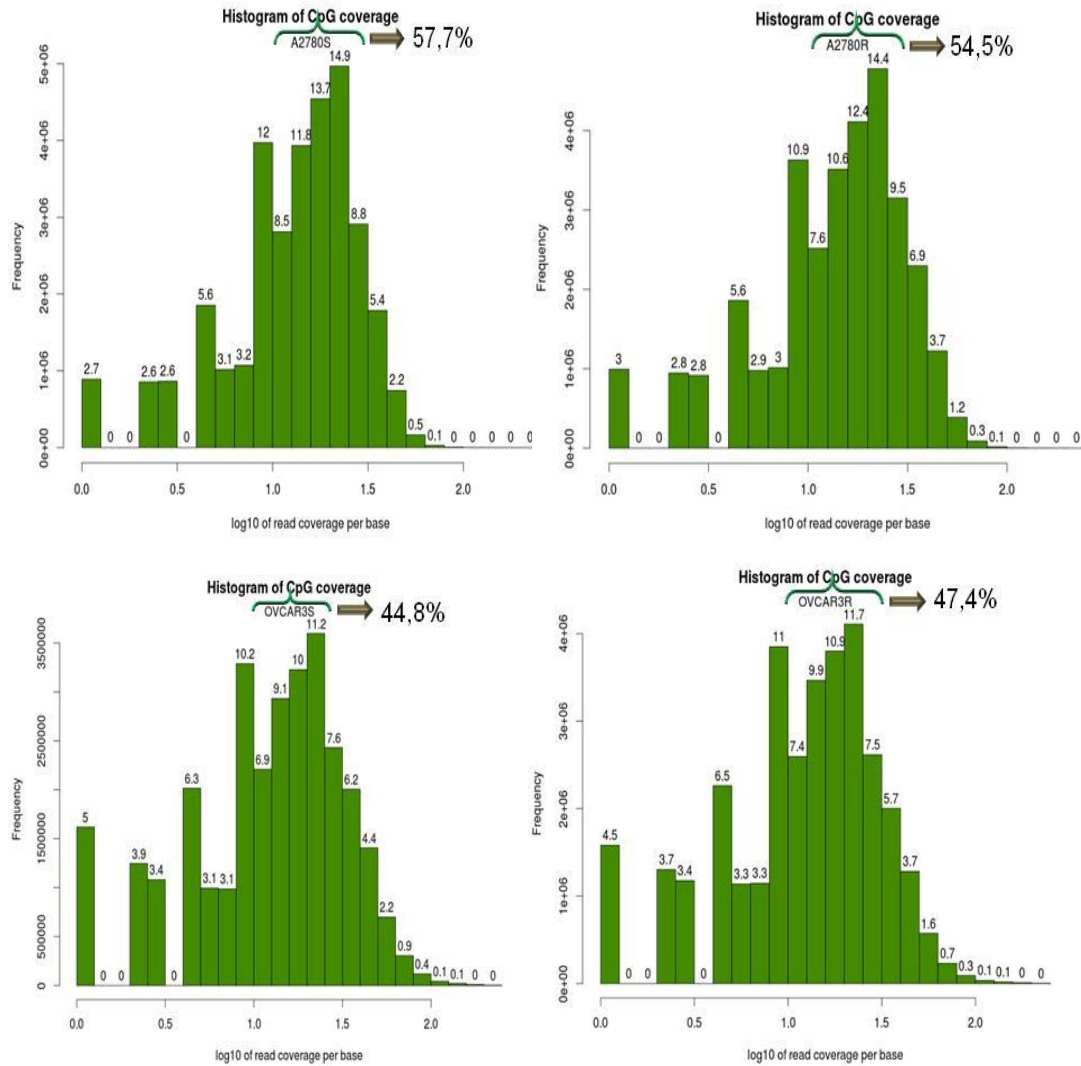 Histogram of CpG coverage
A2780S
57,7%
Frequency
5e+06
4e+06
3e+06
2e+06
1e+06
0e+00
2.7 0 0 2.6 2.6 0 5.6 3.1 3.2 12 8.5 11.8 13.7 14.9 8.8 5.4 2.2 0.5 0.1 0 0 0 0 0
0.0 0.5 1.0 1.5 2.0
log10 of read coverage per base
Histogram of CpG coverage
A2780R
54,5%
Frequency
4e+06
3e+06
2e+06
1e+06
0e+00
3 0 0 2.8 2.8 0 5.6 2.9 3 10.9 7.6 10.6 12.4 14.4 9.5 6.9 3.7 1.2 0.3 0.1 0 0 0 0
0.0 0.5 1.0 1.5 2.0
log10 of read coverage per base
Histogram of CpG coverage
OVCAR3S
44,8%
Frequency
3500000
2500000
1500000
500000
0
5 0 0 3.9 3.4 0 6.3 3.1 3.1 10.2 6.9 9.1 10 11.2 7.6 6.2 4.4 2.2 0.9 0.4 0.1 0.1 0 0
0.0 0.5 1.0 1.5 2.0
log10 of read coverage per base
Histogram of CpG coverage
OVCAR3R
47,4%
Frequency
4e+06
3e+06
2e+06
1e+06
0e+00
4.5 0 0 3.7 3.4 0 6.5 3.3 3.3 11 7.4 9.9 10.9 11.7 7.5 5.7 3.7 1.6 0.7 0.3 0.1 0.1 0 0
0.0 0.5 1.0 1.5 2.0
log10 of read coverage per base